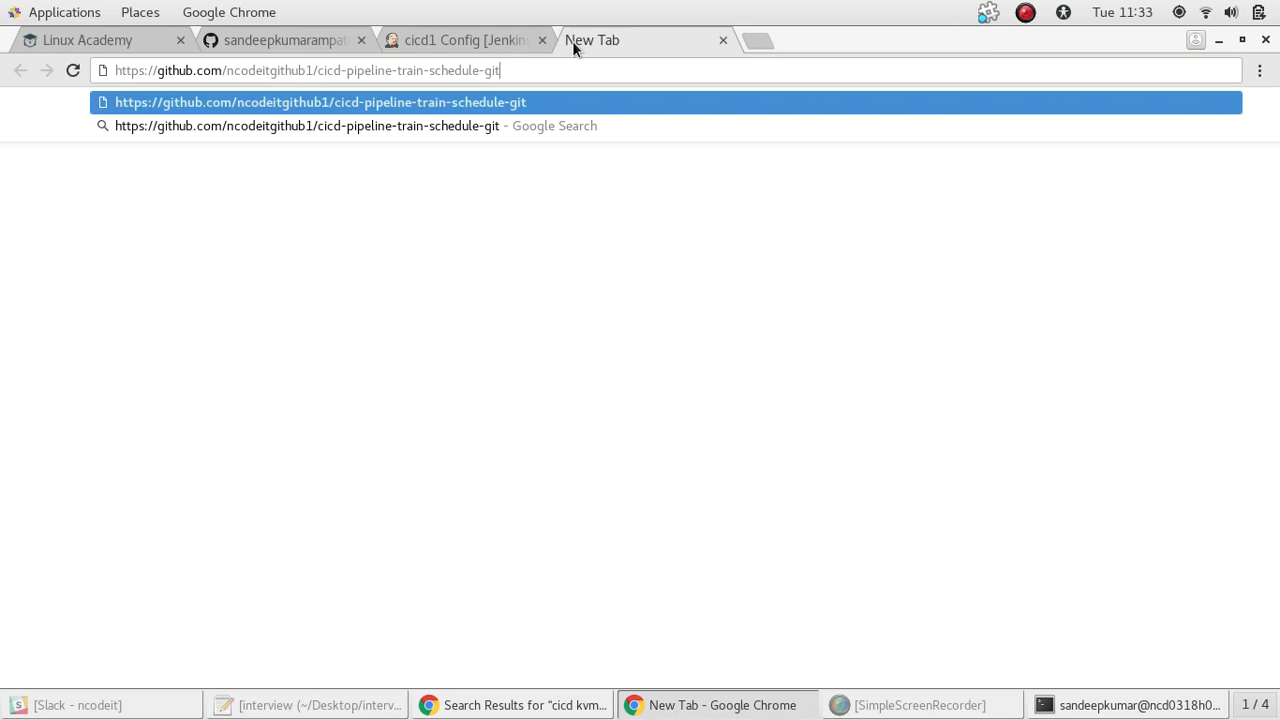 Applications Places Google Chrome Tue 11:33
Linux Academy sandeepkumarampat cicd1 Config [Jenkins New Tab
https://github.com/ncodeitgithub1/cicd-pipeline-train-schedule-git
https://github.com/ncodeitgithub1/cicd-pipeline-train-schedule-git
https://github.com/ncodeitgithub1/cicd-pipeline-train-schedule-git - Google Search
[Slack - ncodeit] [interview (~/Desktop/interv... Search Results for “cicd kvm... New Tab - Google Chrome [SimpleScreenRecorder] sandeepkumar@ncd0318h0... 1 / 4